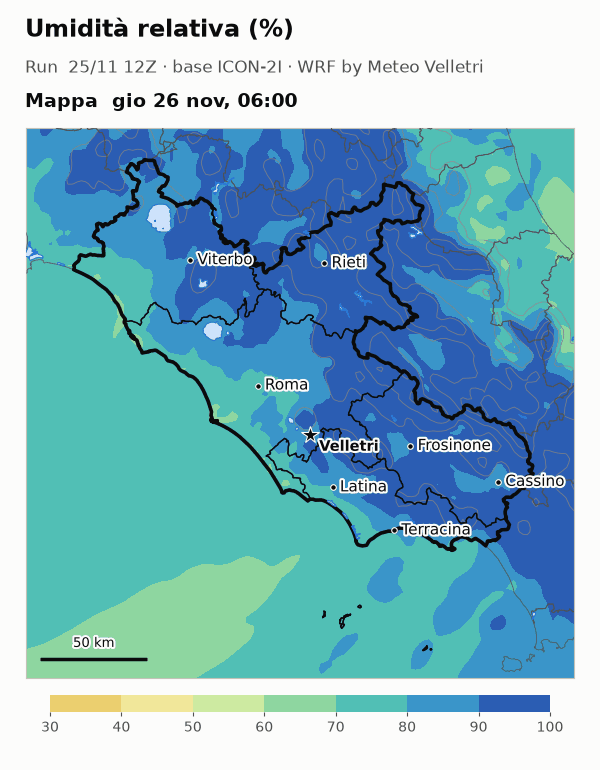 Umidità relativa (%)
Run  25/11 12Z · base ICON-2I · WRF by Meteo Velletri
Mappa  gio 26 nov, 06:00
Viterbo
Rieti
Roma
Velletri
Frosinone
Cassino
Latina
Terracina
50 km
30 40 50 60 70 80 90 100